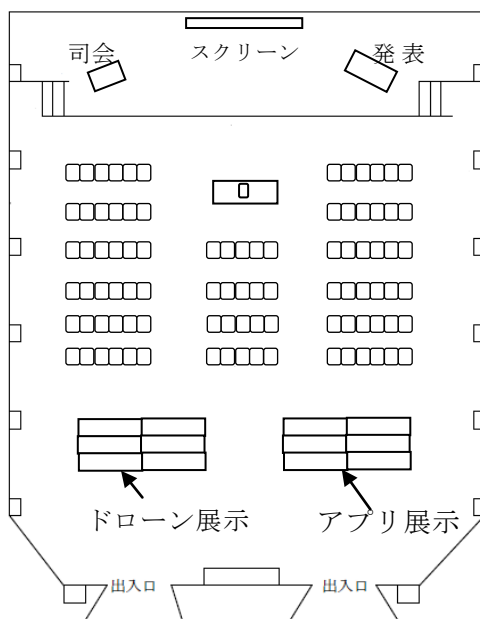 司会
スクリーン
発表
ドローン展示
アプリ展示
出入口
出入口